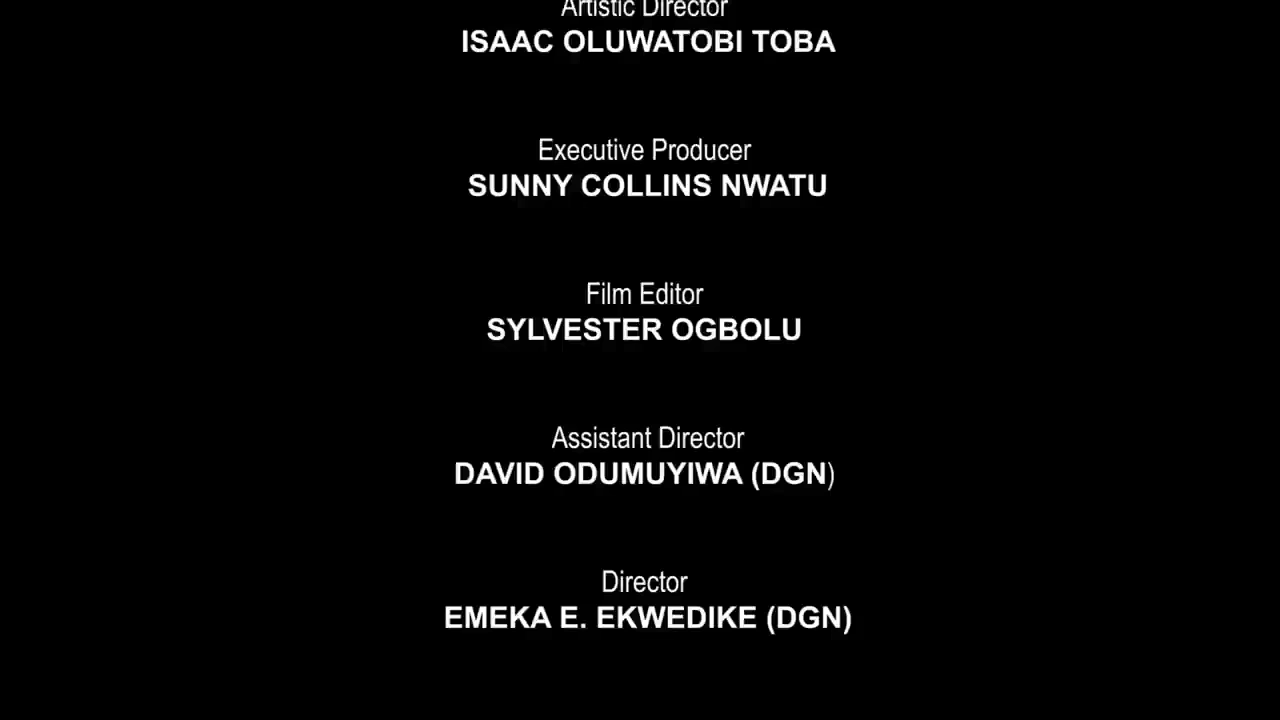 Artistic Director
ISAAC OLUWATOBI TOBA
Executive Producer
SUNNY COLLINS NWATU
Film Editor
SYLVESTER OGBOLU
Assistant Director
DAVID ODUMUYIWA (DGN)
Director
EMEKA E. EKWEDIKE (DGN)